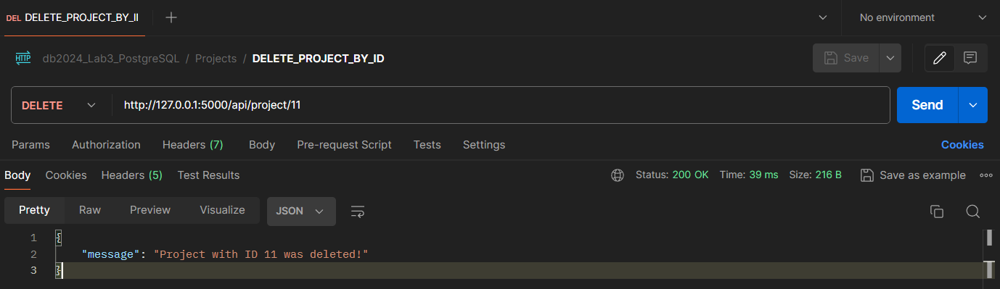 DEL DELETE_PROJECT_BY_II
No environment
HTTP db2024_Lab3_PostgreSQL / Projects / DELETE_PROJECT_BY_ID
Save
DELETE http://127.0.0.1:5000/api/project/11
Send
Params Authorization Headers (7) Body Pre-request Script Tests Settings Cookies
Body Cookies Headers (5) Test Results Status: 200 OK Time: 39 ms Size: 216 B Save as example
Pretty Raw Preview Visualize JSON
1 {
2 "message": "Project with ID 11 was deleted!"
3 }